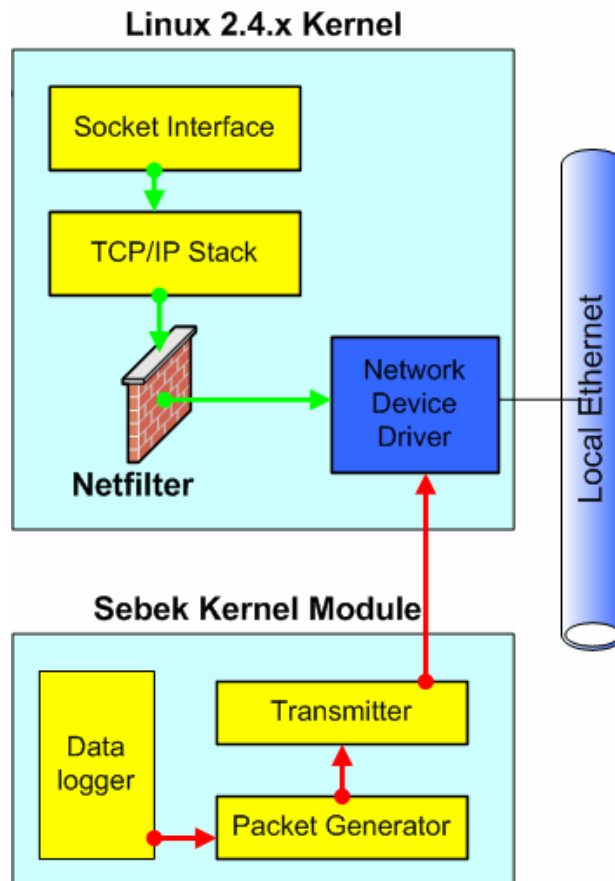 Linux 2.4.x Kernel
Socket Interface
TCP/IP Stack
Netfilter
Network
Device
Driver
Local Ethernet
Sebek Kernel Module
Data
logger
Transmitter
Packet Generator